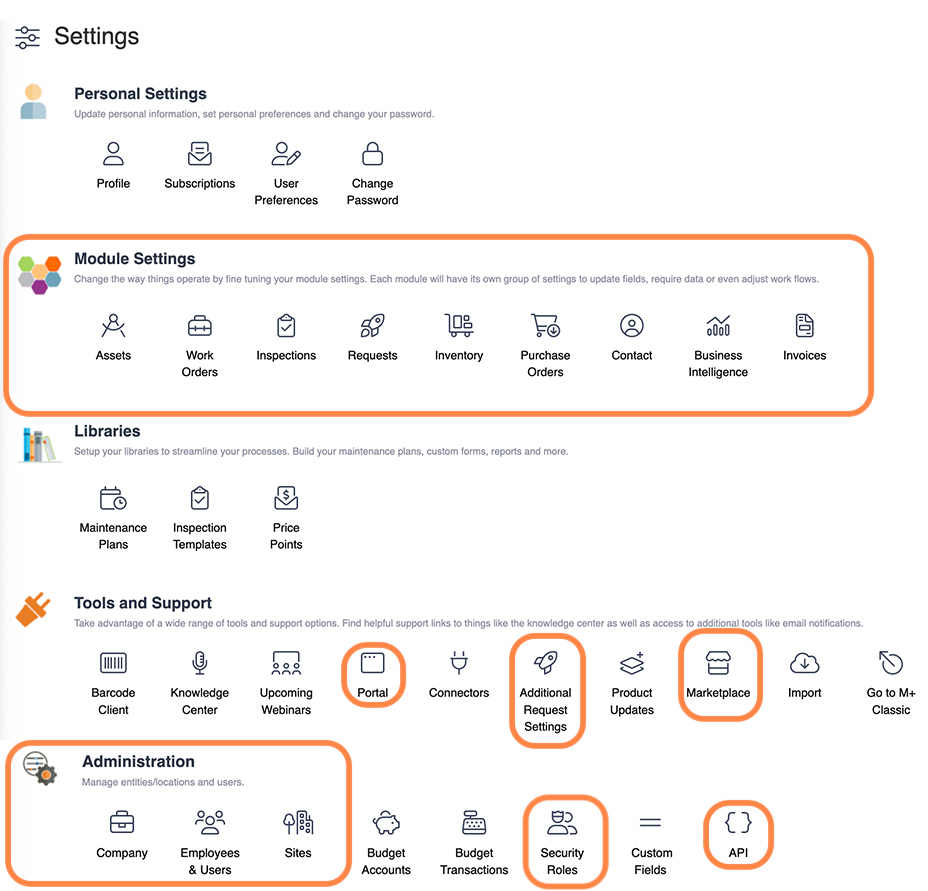 Settings
Personal Settings
Update personal information, set personal preferences and change your password.
Profile
Subscriptions
User
Preferences
Change
Password
Module Settings
Change the way things operate by fine tuning your module settings. Each module will have its own group of settings to update fields, require data or even adjust work flows.
Assets
Work
Orders
Inspections
Requests
Inventory
Purchase
Orders
Contact
Business
Intelligence
Invoices
Libraries
Setup your libraries to streamline your processes. Build your maintenance plans, custom forms, reports and more.
Maintenance
Plans
Inspection
Templates
Price
Points
Tools and Support
Take advantage of a wide range of tools and support options. Find helpful support links to things like the knowledge center as well as access to additional tools like email notifications.
Barcode
Client
Knowledge
Center
Upcoming
Webinars
Portal
Connectors
Additional
Request
Settings
Product
Updates
Marketplace
Import
Go to M+
Classic
Administration
Manage entities/locations and users.
Company
Employees
& Users
Sites
Budget
Accounts
Budget
Transactions
Security
Roles
Custom
Fields
API